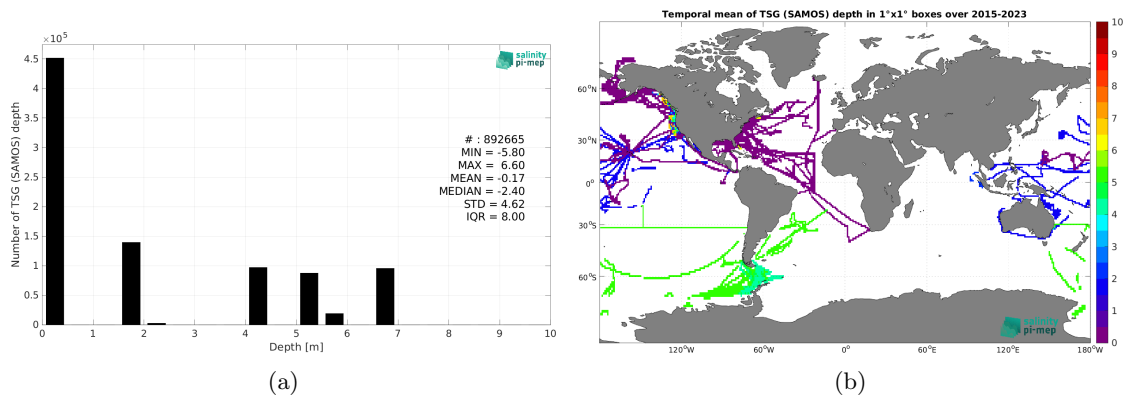 ×10⁵
4.5
4
3.5
3
2.5
2
1.5
1
0.5
0
Number of TSG (SAMOS) depth
salinity
pi-mep
# : 892665
MIN = -5.80
MAX = 6.60
MEAN = -0.17
MEDIAN = -2.40
STD = 4.62
IQR = 8.00
0 1 2 3 4 5 6 7 8 9 10
Depth [m]
(a)
Temporal mean of TSG (SAMOS) depth in 1°x1° boxes over 2015-2023
60°N
30°N
0°
30°S
60°S
120°W 60°W 0° 60°E 120°E 180°W
salinity
pi-mep
10
9
8
7
6
5
4
3
2
1
0
(b)